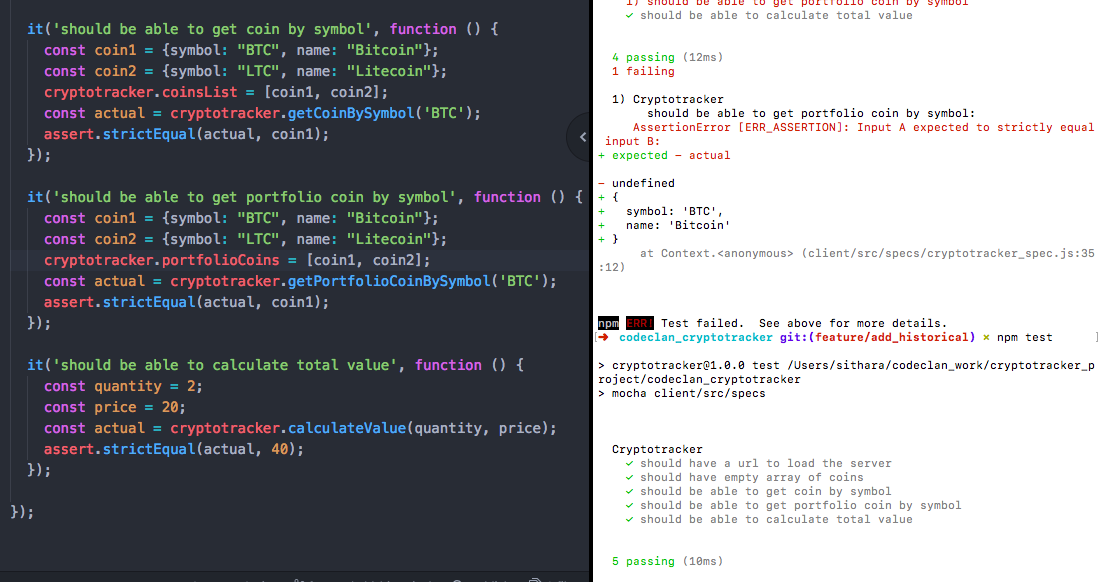 it('should be able to get coin by symbol', function () {
const coin1 = {symbol: "BTC", name: "Bitcoin"};
const coin2 = {symbol: "LTC", name: "Litecoin"};
cryptotracker.coinsList = [coin1, coin2];
const actual = cryptotracker.getCoinBySymbol('BTC');
assert.strictEqual(actual, coin1);
});
it('should be able to get portfolio coin by symbol', function () {
const coin1 = {symbol: "BTC", name: "Bitcoin"};
const coin2 = {symbol: "LTC", name: "Litecoin"};
cryptotracker.portfolioCoins = [coin1, coin2];
const actual = cryptotracker.getPortfolioCoinBySymbol('BTC');
assert.strictEqual(actual, coin1);
});
it('should be able to calculate total value', function () {
const quantity = 2;
const price = 20;
const actual = cryptotracker.calculateValue(quantity, price);
assert.strictEqual(actual, 40);
});
});
1) should be able to get portfolio coin by symbol
✓ should be able to calculate total value
4 passing (12ms)
1 failing
1) Cryptotracker
should be able to get portfolio coin by symbol:
AssertionError [ERR_ASSERTION]: Input A expected to strictly equal
input B:
+ expected - actual
- undefined
+ {
+ symbol: 'BTC',
+ name: 'Bitcoin'
+ }
at Context.<anonymous> (client/src/specs/cryptotracker_spec.js:35
:12)
npm ERR! Test failed. See above for more details.
[➜ codeclan_cryptotracker git:(feature/add_historical) × npm test ]
> cryptotracker@1.0.0 test /Users/sithara/codeclan_work/cryptotracker_p
roject/codeclan_cryptotracker
> mocha client/src/specs
Cryptotracker
✓ should have a url to load the server
✓ should have empty array of coins
✓ should be able to get coin by symbol
✓ should be able to get portfolio coin by symbol
✓ should be able to calculate total value
5 passing (10ms)